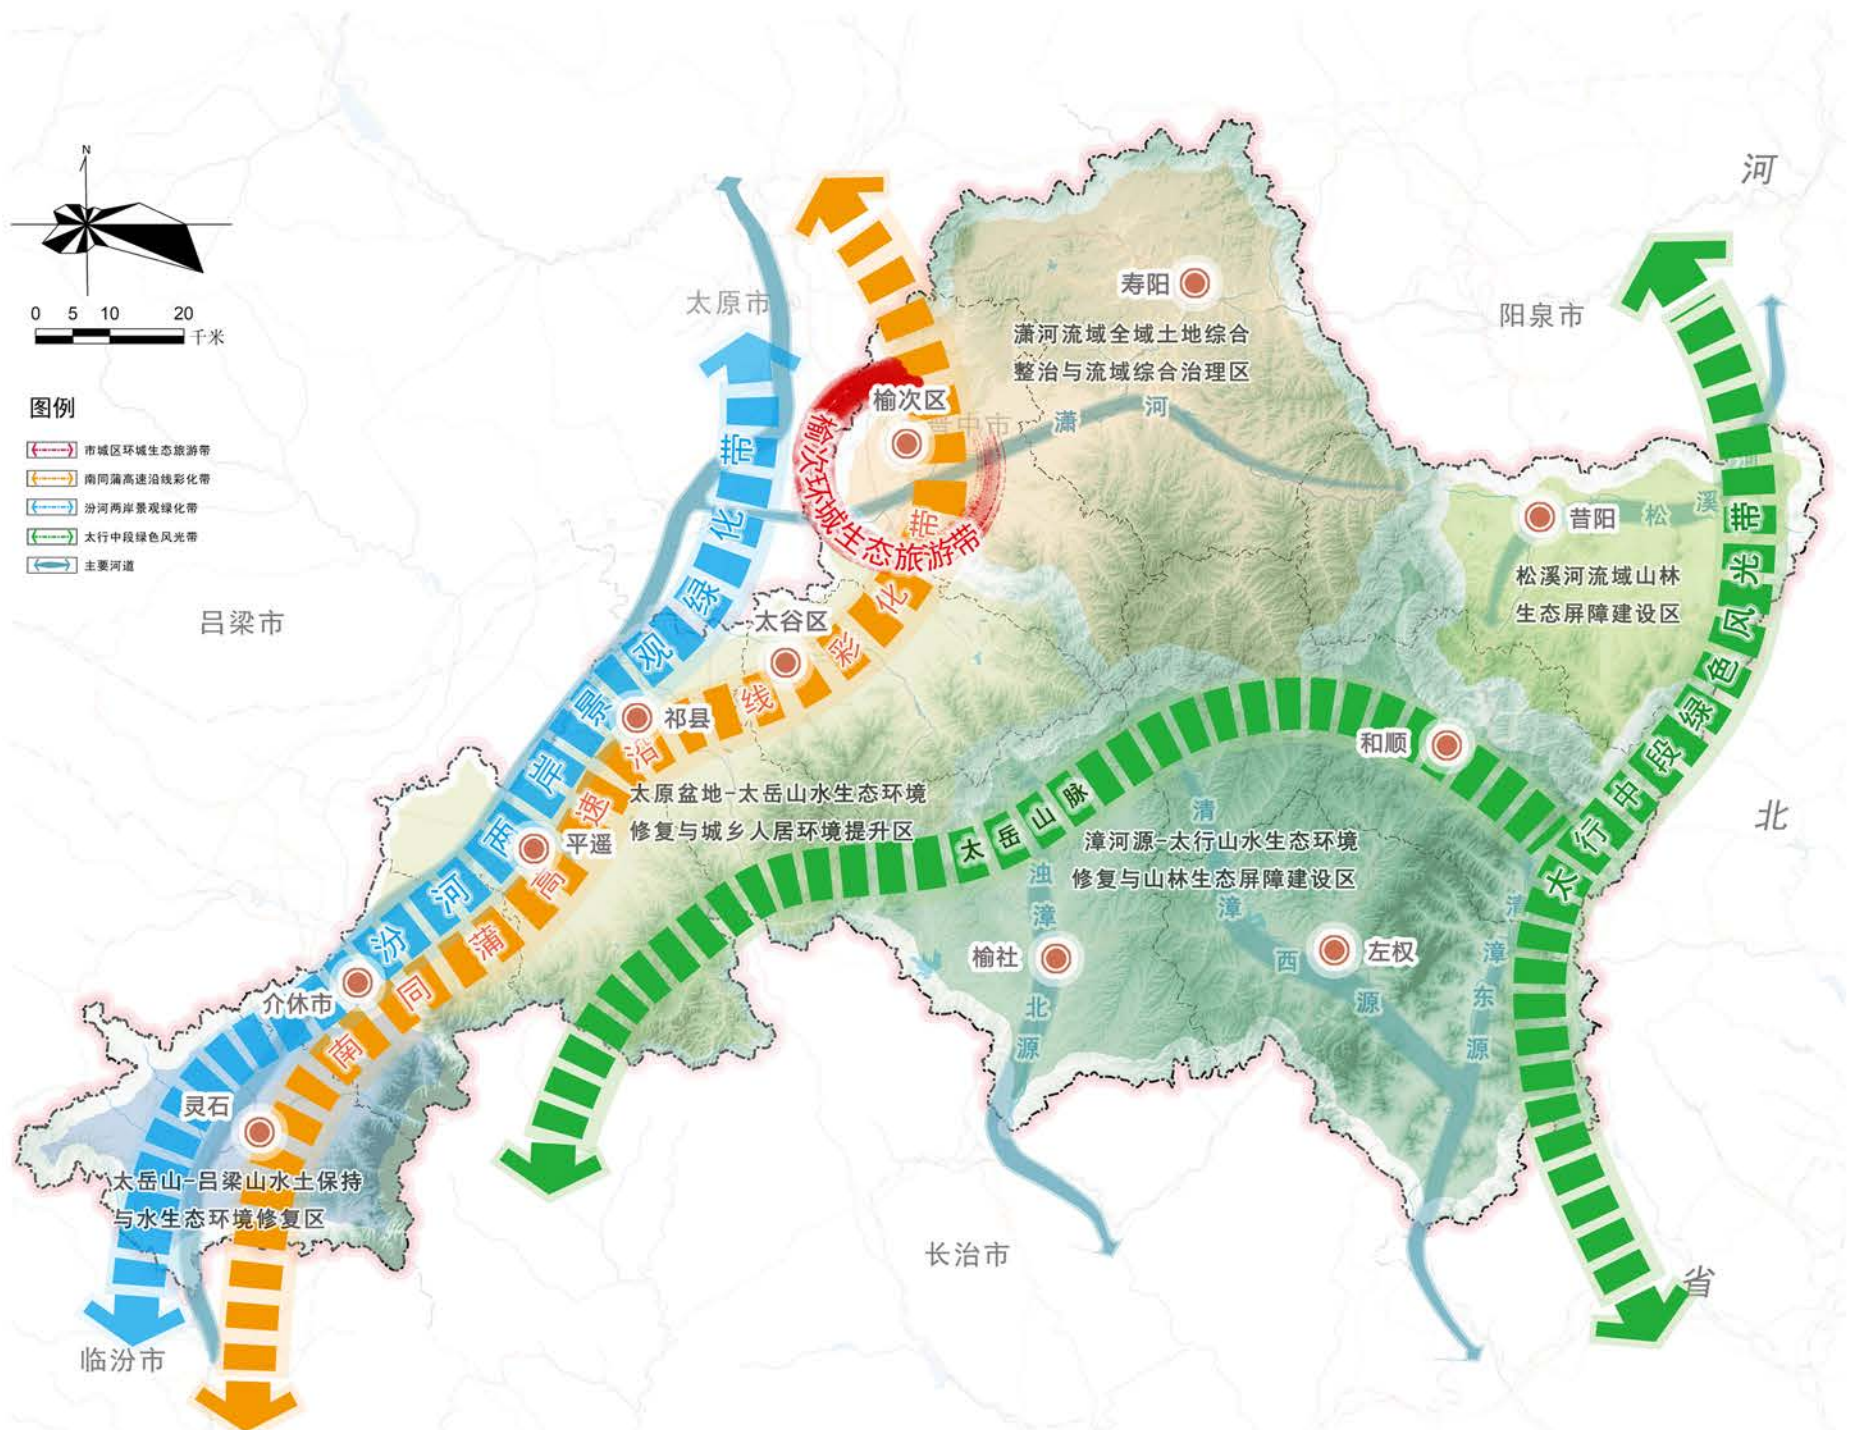 N
0 5 10 20
千米
图例
市城区环城生态旅游带
南同蒲高速沿线彩化带
汾河两岸景观绿化带
太行中段绿色风光带
主要河道
河
北
省
太原市
阳泉市
吕梁市
长治市
临汾市
晋中市
寿阳
潇河流域全域土地综合
整治与流域综合治理区
榆次区
潇河
榆次环城生态旅游带
昔阳
松溪河
松溪河流域山林
生态屏障建设区
太谷区
祁县
平遥
太原盆地-太岳山水生态环境
修复与城乡人居环境提升区
和顺
漳河源-太行山水生态环境
修复与山林生态屏障建设区
榆社
左权
浊漳北源
清漳西源
清漳东源
介休市
灵石
太岳山-吕梁山水土保持
与水生态环境修复区
汾河两岸景观绿化带
南同蒲高速沿线彩化带
太岳山脉
太行中段绿色风光带